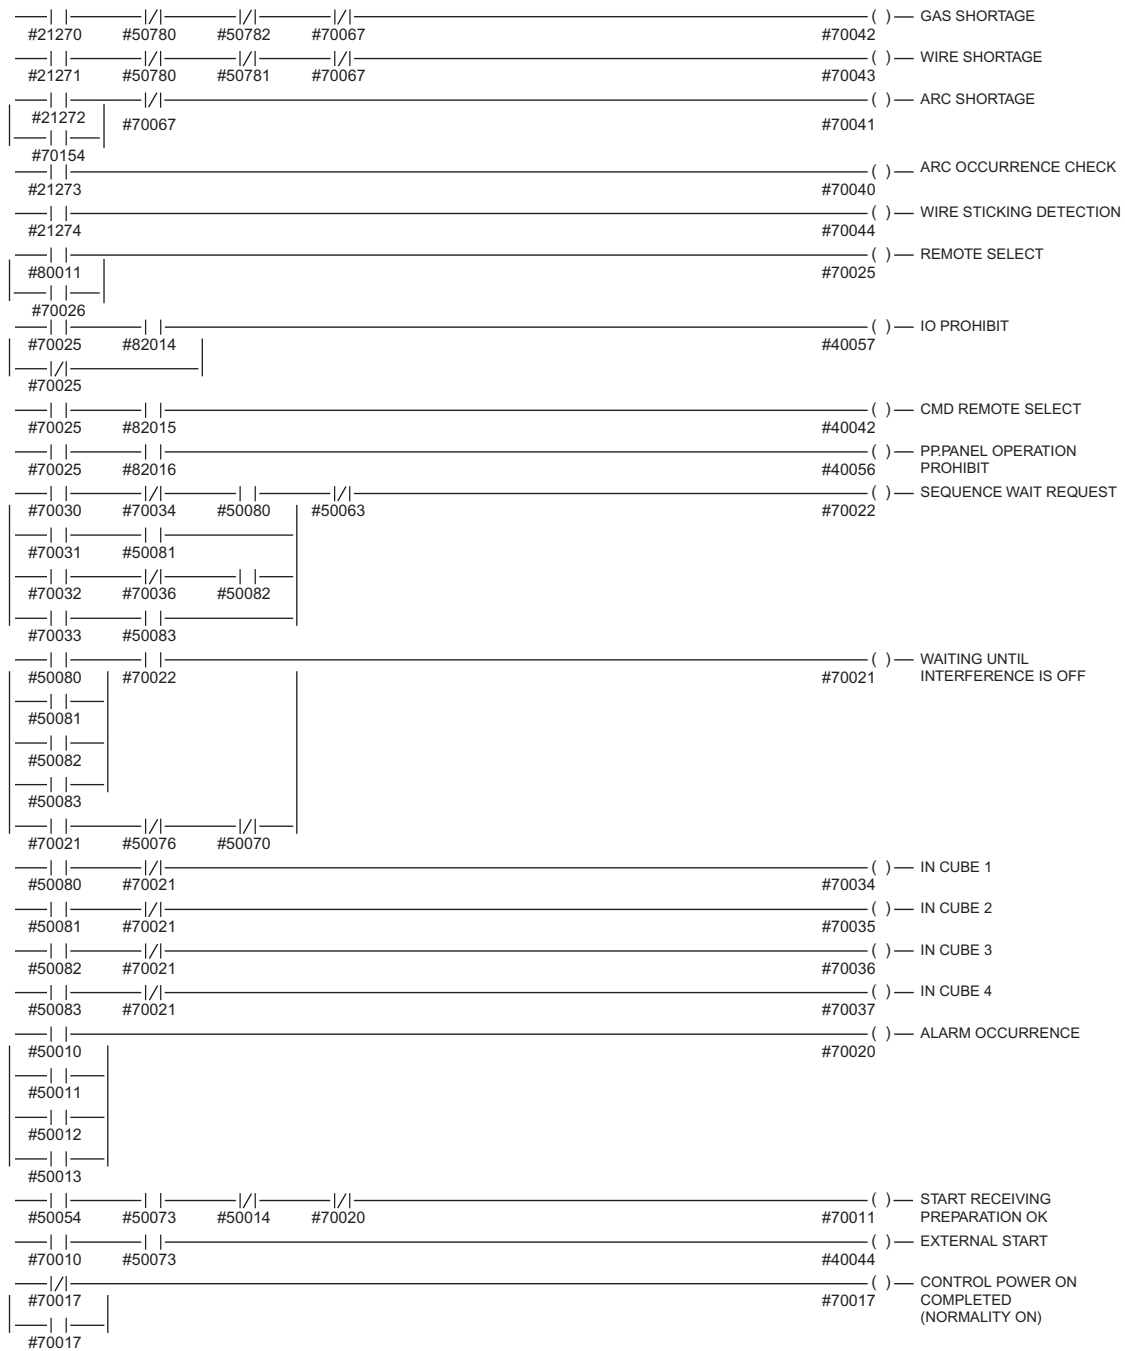 GAS SHORTAGE
#21270 #50780 #50782 #70067 #70042
WIRE SHORTAGE
#21271 #50780 #50781 #70067 #70043
ARC SHORTAGE
#21272 #70067 #70041
#70154
ARC OCCURRENCE CHECK
#21273 #70040
WIRE STICKING DETECTION
#21274 #70044
REMOTE SELECT
#80011 #70025
#70026
IO PROHIBIT
#70025 #82014 #40057
#70025
CMD REMOTE SELECT
#70025 #82015 #40042
PP.PANEL OPERATION
PROHIBIT
#70025 #82016 #40056
SEQUENCE WAIT REQUEST
#70030 #70034 #50080 #50063 #70022
#70031 #50081
#70032 #70036 #50082
#70033 #50083
WAITING UNTIL
INTERFERENCE IS OFF
#50080 #70022 #70021
#50081
#50082
#50083
#70021 #50076 #50070
IN CUBE 1
#50080 #70021 #70034
IN CUBE 2
#50081 #70021 #70035
IN CUBE 3
#50082 #70021 #70036
IN CUBE 4
#50083 #70021 #70037
ALARM OCCURRENCE
#50010 #70020
#50011
#50012
#50013
START RECEIVING
PREPARATION OK
#50054 #50073 #50014 #70020 #70011
EXTERNAL START
#70010 #50073 #40044
CONTROL POWER ON
COMPLETED
(NORMALITY ON)
#70017 #70017
#70017